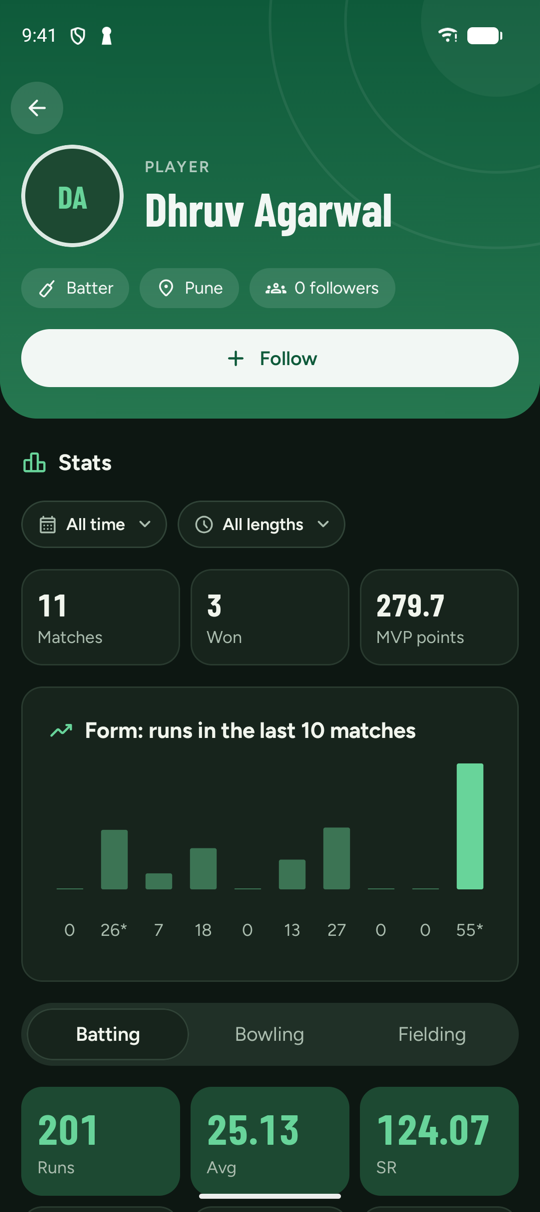 9:41
PLAYER
DA
Dhruv Agarwal
Batter
Pune
0 followers
+ Follow
Stats
All time
All lengths
11
Matches
3
Won
279.7
MVP points
Form: runs in the last 10 matches
0 26* 7 18 0 13 27 0 0 55*
Batting
Bowling
Fielding
201
Runs
25.13
Avg
124.07
SR